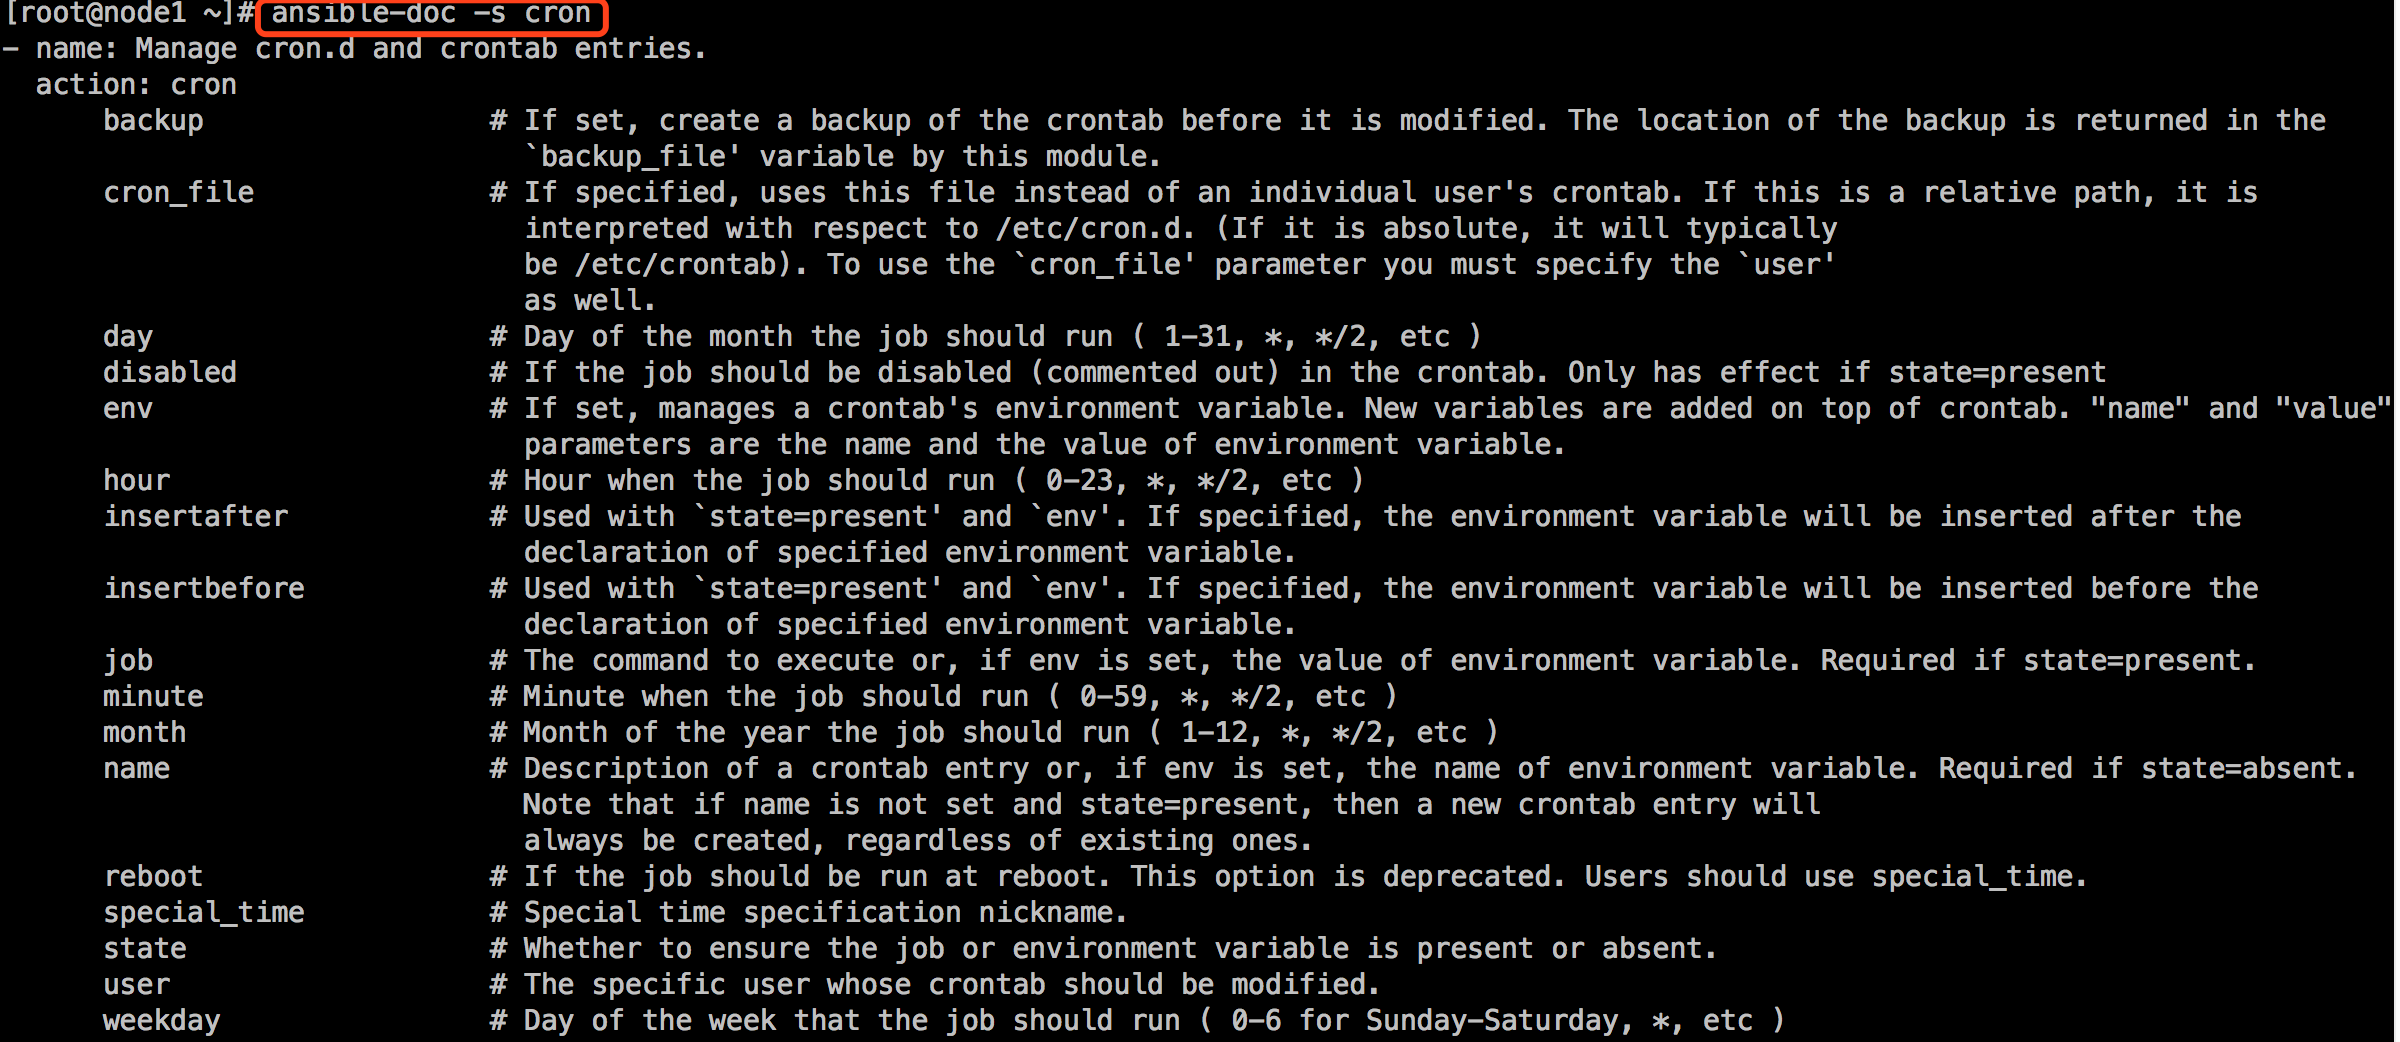 [root@node1 ~]# ansible-doc -s cron
- name: Manage cron.d and crontab entries.
  action: cron
      backup                 # If set, create a backup of the crontab before it is modified. The location of the backup is returned in the
                               `backup_file' variable by this module.
      cron_file              # If specified, uses this file instead of an individual user's crontab. If this is a relative path, it is
                               interpreted with respect to /etc/cron.d. (If it is absolute, it will typically
                               be /etc/crontab). To use the `cron_file' parameter you must specify the `user'
                               as well.
      day                    # Day of the month the job should run ( 1-31, *, */2, etc )
      disabled               # If the job should be disabled (commented out) in the crontab. Only has effect if state=present
      env                    # If set, manages a crontab's environment variable. New variables are added on top of crontab. "name" and "value"
                               parameters are the name and the value of environment variable.
      hour                   # Hour when the job should run ( 0-23, *, */2, etc )
      insertafter            # Used with `state=present' and `env'. If specified, the environment variable will be inserted after the
                               declaration of specified environment variable.
      insertbefore           # Used with `state=present' and `env'. If specified, the environment variable will be inserted before the
                               declaration of specified environment variable.
      job                    # The command to execute or, if env is set, the value of environment variable. Required if state=present.
      minute                 # Minute when the job should run ( 0-59, *, */2, etc )
      month                  # Month of the year the job should run ( 1-12, *, */2, etc )
      name                   # Description of a crontab entry or, if env is set, the name of environment variable. Required if state=absent.
                               Note that if name is not set and state=present, then a new crontab entry will
                               always be created, regardless of existing ones.
      reboot                 # If the job should be run at reboot. This option is deprecated. Users should use special_time.
      special_time           # Special time specification nickname.
      state                  # Whether to ensure the job or environment variable is present or absent.
      user                   # The specific user whose crontab should be modified.
      weekday                # Day of the week that the job should run ( 0-6 for Sunday-Saturday, *, etc )